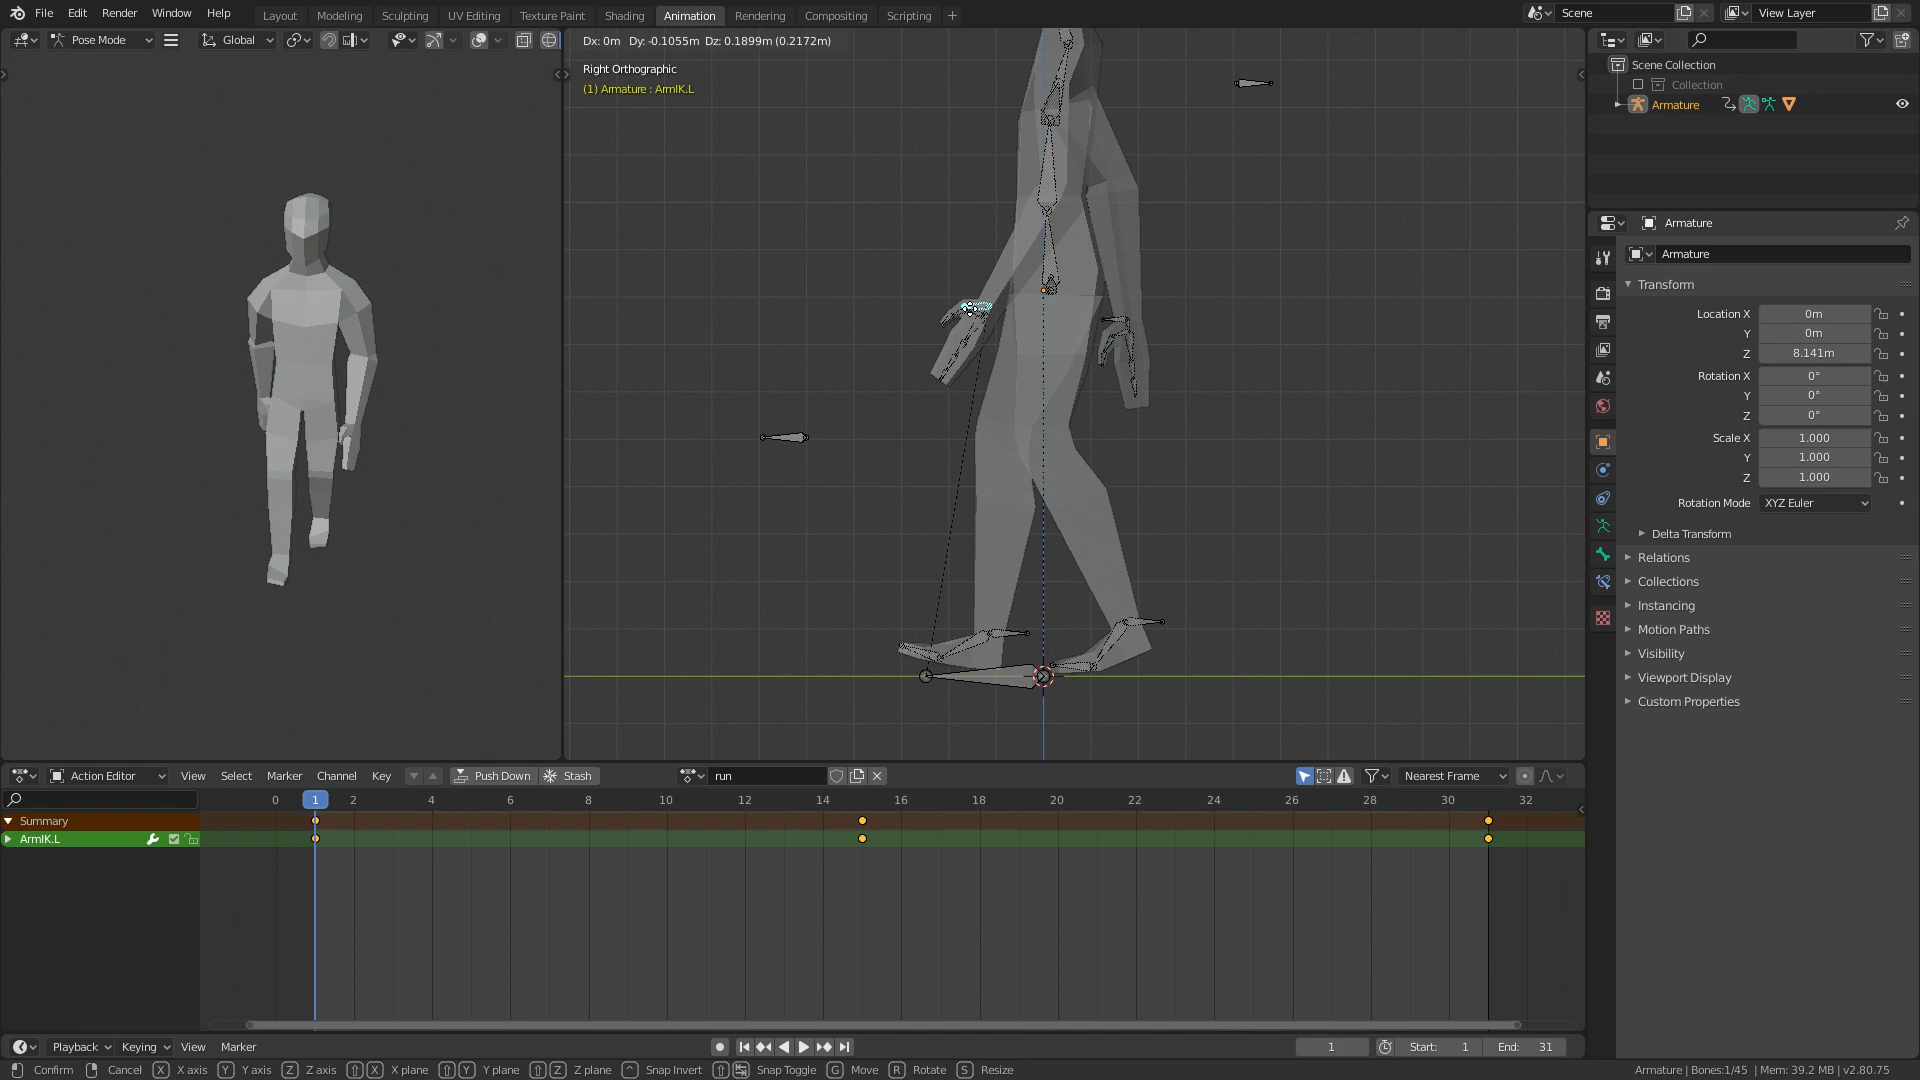 File Edit Render Window Help Layout Modeling Sculpting UV Editing Texture Paint Shading Animation Rendering Compositing Scripting + Scene View Layer
Pose Mode Global Dx: 0m Dy: -0.1055m Dz: 0.1899m (0.2172m)
Right Orthographic
(1) Armature : ArmIK.L
Scene Collection
Collection
Armature
Armature
Armature
Transform
Location X 0m
Y 0m
Z 8.141m
Rotation X 0°
Y 0°
Z 0°
Scale X 1.000
Y 1.000
Z 1.000
Rotation Mode XYZ Euler
Delta Transform
Relations
Collections
Instancing
Motion Paths
Visibility
Viewport Display
Custom Properties
Action Editor View Select Marker Channel Key Push Down Stash run Nearest Frame
0 1 2 4 6 8 10 12 14 16 18 20 22 24 26 28 30 32
Summary
ArmIK.L
Playback Keying View Marker 1 Start: 1 End: 31
Confirm Cancel X X axis Y Y axis Z Z axis X X plane Y Y plane Z Z plane Snap Invert Snap Toggle G Move R Rotate S Resize Armature | Bones:1/45 | Mem: 39.2 MB | v2.80.75